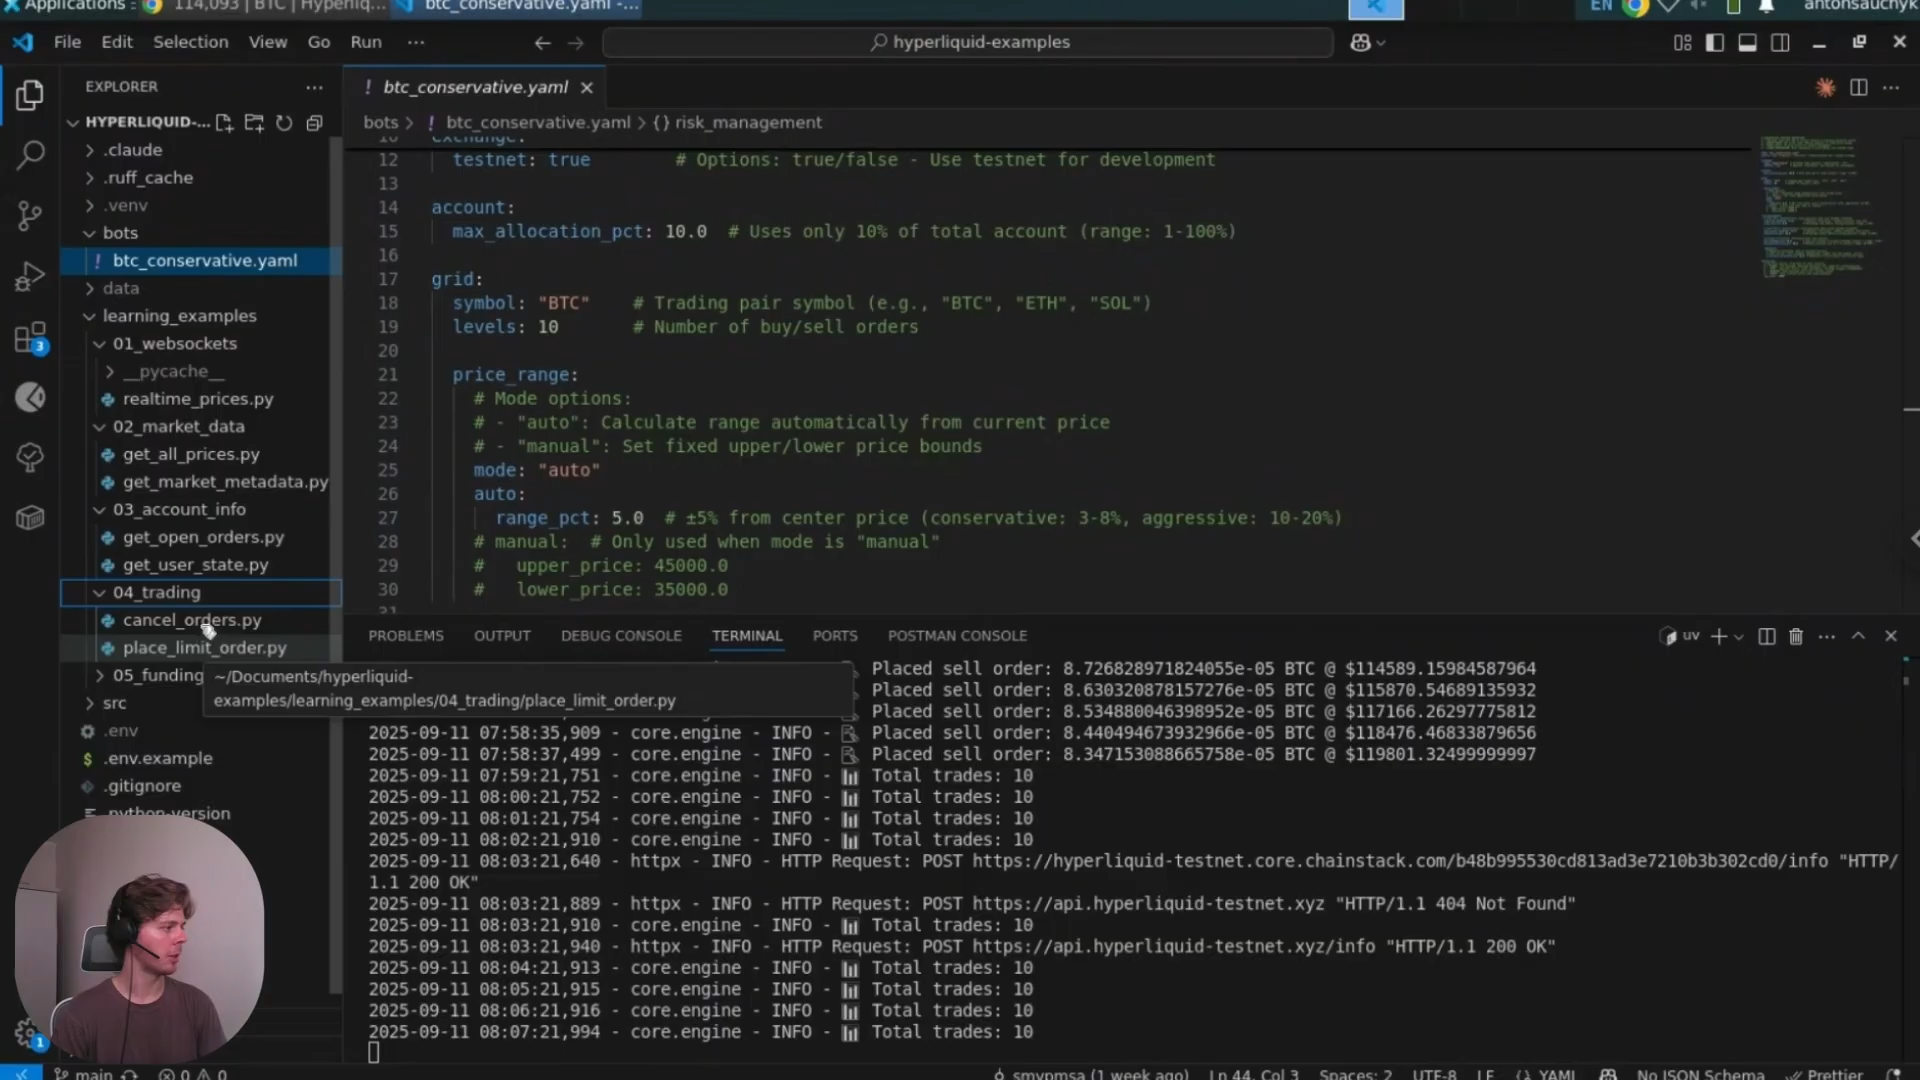 Applications :
114,093 | BTC | Hyperliq...
btc_conservative.yaml -...
EN
antonsauchyk
File Edit Selection View Go Run ...
hyperliquid-examples
EXPLORER
HYPERLIQUID-...
.claude
.ruff_cache
.venv
bots
! btc_conservative.yaml
data
learning_examples
01_websockets
__pycache__
realtime_prices.py
02_market_data
get_all_prices.py
get_market_metadata.py
03_account_info
get_open_orders.py
get_user_state.py
04_trading
cancel_orders.py
place_limit_order.py
05_funding
src
.env
$ .env.example
.gitignore
.python-version
3
1
~/Documents/hyperliquid-
examples/learning_examples/04_trading/place_limit_order.py
! btc_conservative.yaml
bots > ! btc_conservative.yaml > {} risk_management
exchange:
12 testnet: true # Options: true/false - Use testnet for development
13
14 account:
15 max_allocation_pct: 10.0 # Uses only 10% of total account (range: 1-100%)
16
17 grid:
18 symbol: "BTC" # Trading pair symbol (e.g., "BTC", "ETH", "SOL")
19 levels: 10 # Number of buy/sell orders
20
21 price_range:
22 # Mode options:
23 # - "auto": Calculate range automatically from current price
24 # - "manual": Set fixed upper/lower price bounds
25 mode: "auto"
26 auto:
27 range_pct: 5.0 # ±5% from center price (conservative: 3-8%, aggressive: 10-20%)
28 # manual: # Only used when mode is "manual"
29 # upper_price: 45000.0
30 # lower_price: 35000.0
31
PROBLEMS OUTPUT DEBUG CONSOLE TERMINAL PORTS POSTMAN CONSOLE
uv
Placed sell order: 8.726828971824055e-05 BTC @ $114589.15984587964
Placed sell order: 8.630320878157276e-05 BTC @ $115870.54689135932
Placed sell order: 8.534880046398952e-05 BTC @ $117166.26297775812
2025-09-11 07:58:35,909 - core.engine - INFO - Placed sell order: 8.440494673932966e-05 BTC @ $118476.46833879656
2025-09-11 07:58:37,499 - core.engine - INFO - Placed sell order: 8.347153088665758e-05 BTC @ $119801.32499999997
2025-09-11 07:59:21,751 - core.engine - INFO - Total trades: 10
2025-09-11 08:00:21,752 - core.engine - INFO - Total trades: 10
2025-09-11 08:01:21,754 - core.engine - INFO - Total trades: 10
2025-09-11 08:02:21,910 - core.engine - INFO - Total trades: 10
2025-09-11 08:03:21,640 - httpx - INFO - HTTP Request: POST https://hyperliquid-testnet.core.chainstack.com/b48b995530cd813ad3e7210b3b302cd0/info "HTTP/
1.1 200 OK"
2025-09-11 08:03:21,889 - httpx - INFO - HTTP Request: POST https://api.hyperliquid-testnet.xyz "HTTP/1.1 404 Not Found"
2025-09-11 08:03:21,910 - core.engine - INFO - Total trades: 10
2025-09-11 08:03:21,940 - httpx - INFO - HTTP Request: POST https://api.hyperliquid-testnet.xyz/info "HTTP/1.1 200 OK"
2025-09-11 08:04:21,913 - core.engine - INFO - Total trades: 10
2025-09-11 08:05:21,915 - core.engine - INFO - Total trades: 10
2025-09-11 08:06:21,916 - core.engine - INFO - Total trades: 10
2025-09-11 08:07:21,994 - core.engine - INFO - Total trades: 10
main 0 0
smypmsa (1 week ago) Ln 44, Col 3 Spaces: 2 UTF-8 LF YAML No JSON Schema Prettier